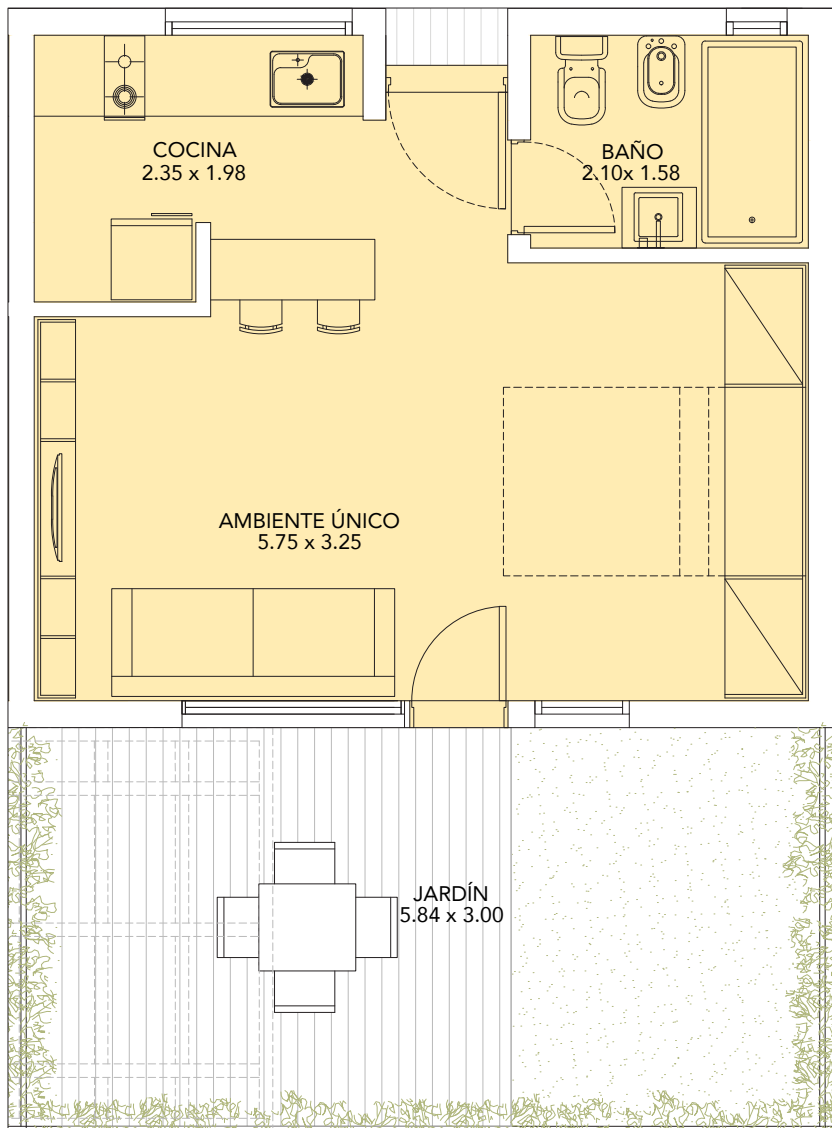 COCINA
2.35 x 1.98
BAÑO
2.10x 1.58
AMBIENTE ÚNICO
5.75 x 3.25
JARDÍN
5.84 x 3.00